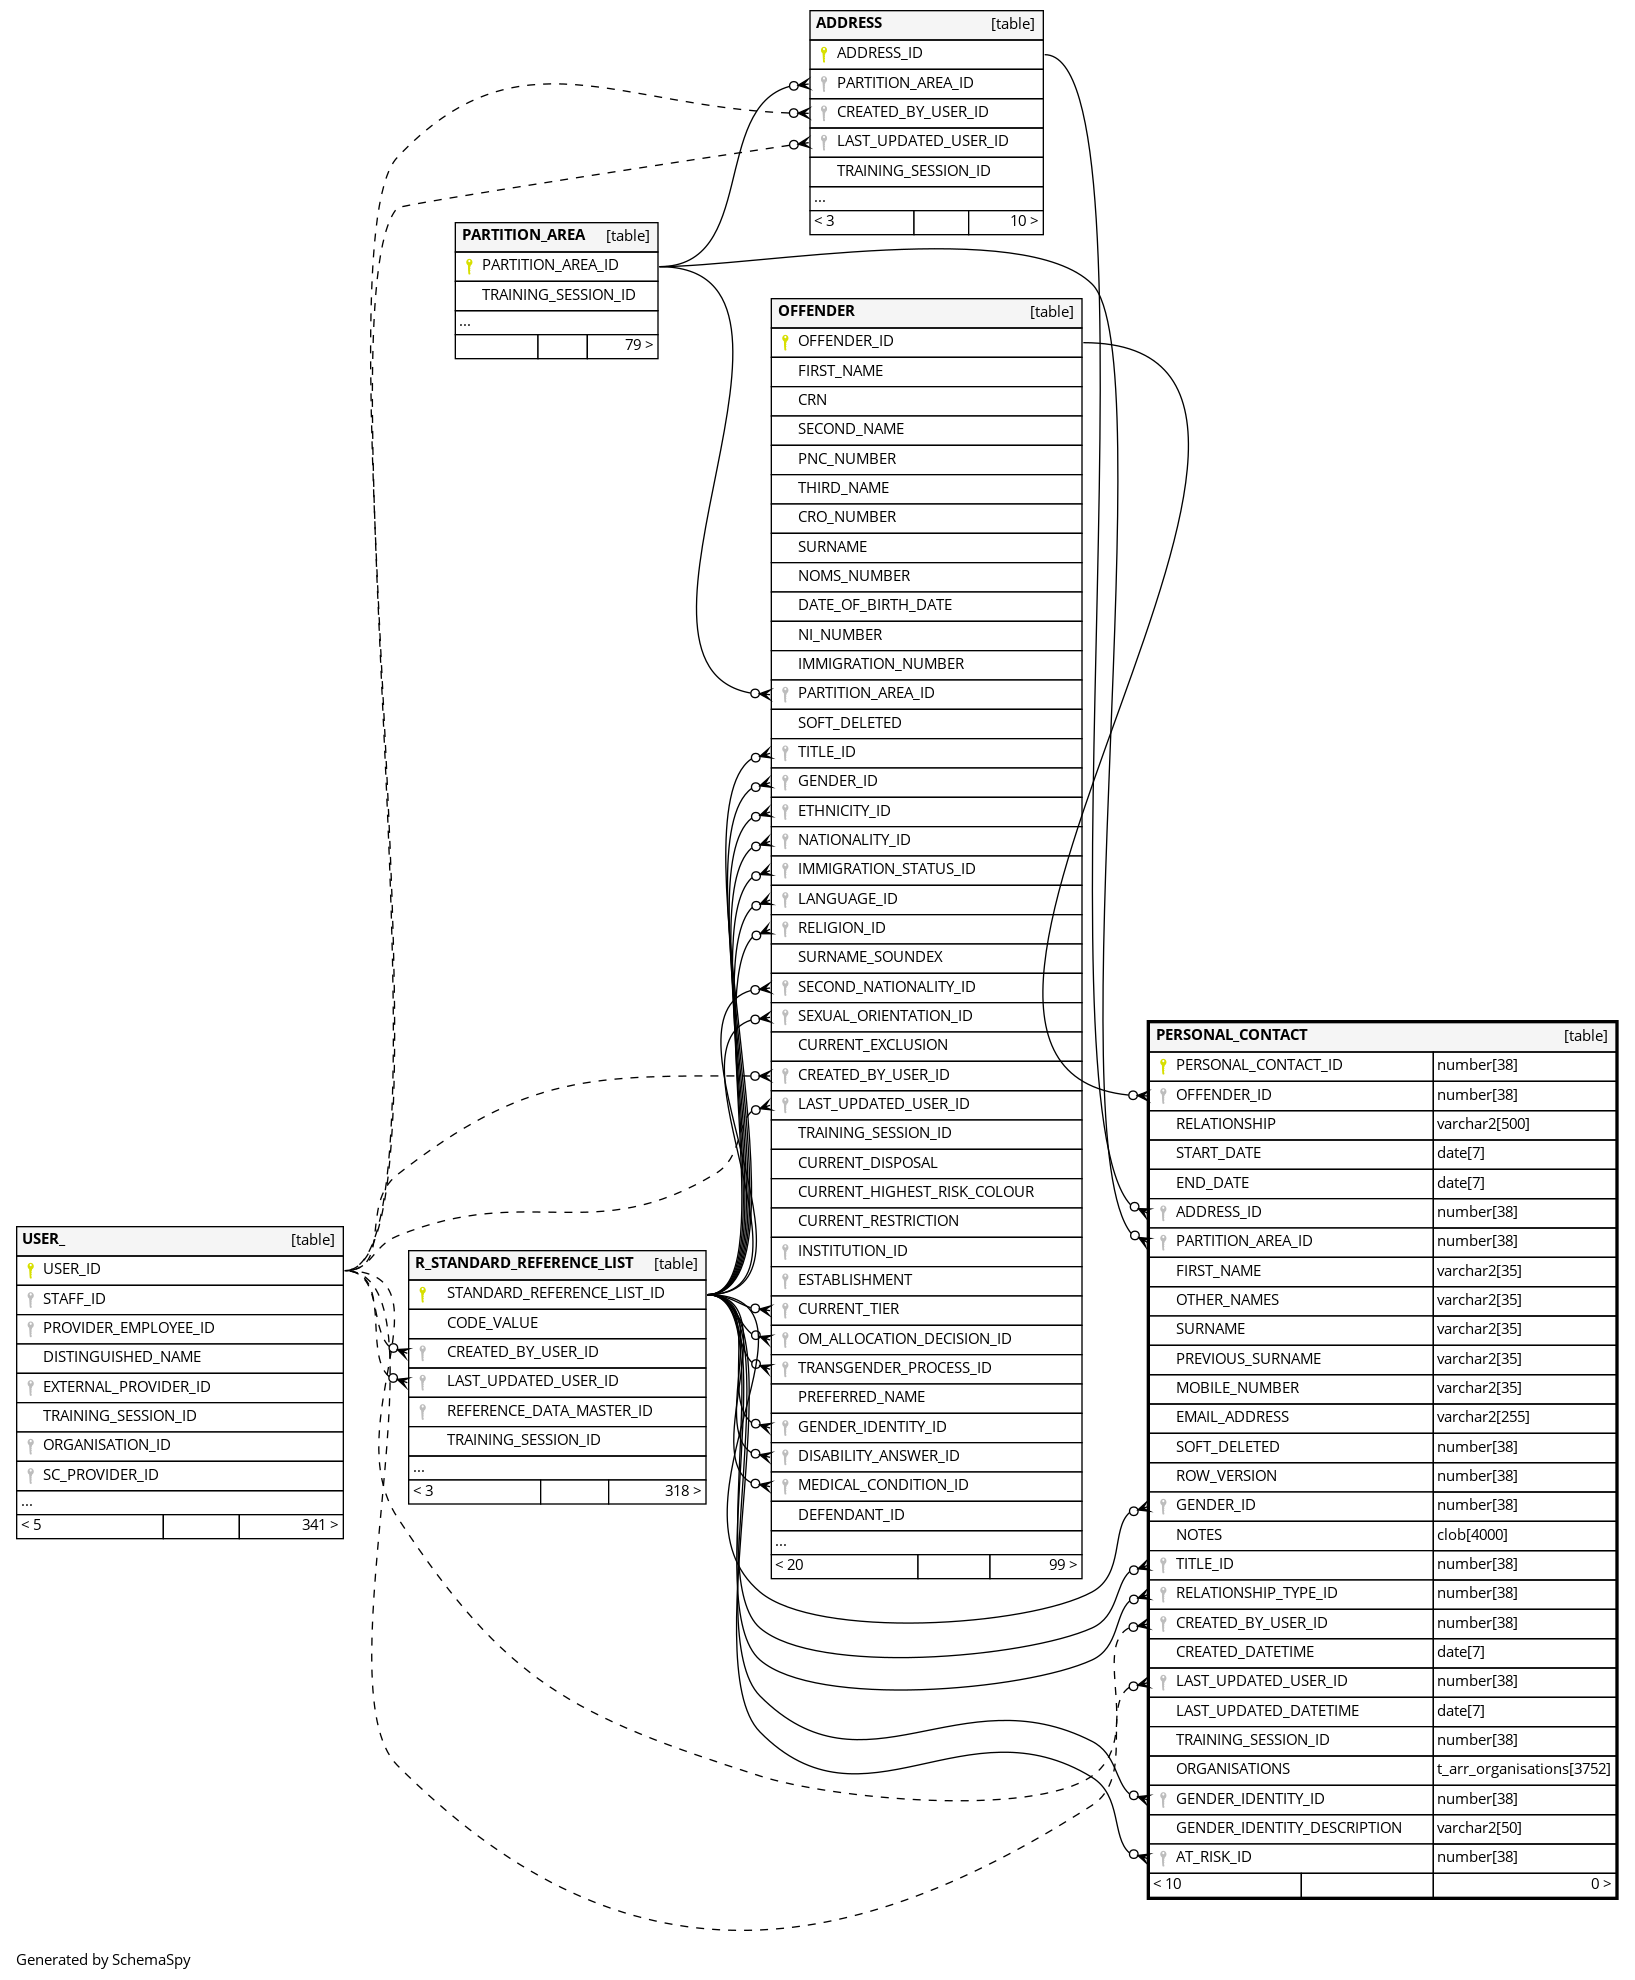 ADDRESS [table]
ADDRESS_ID
PARTITION_AREA_ID
CREATED_BY_USER_ID
LAST_UPDATED_USER_ID
TRAINING_SESSION_ID
...
< 3 10 >
PARTITION_AREA [table]
PARTITION_AREA_ID
TRAINING_SESSION_ID
...
79 >
OFFENDER [table]
OFFENDER_ID
FIRST_NAME
CRN
SECOND_NAME
PNC_NUMBER
THIRD_NAME
CRO_NUMBER
SURNAME
NOMS_NUMBER
DATE_OF_BIRTH_DATE
NI_NUMBER
IMMIGRATION_NUMBER
PARTITION_AREA_ID
SOFT_DELETED
TITLE_ID
GENDER_ID
ETHNICITY_ID
NATIONALITY_ID
IMMIGRATION_STATUS_ID
LANGUAGE_ID
RELIGION_ID
SURNAME_SOUNDEX
SECOND_NATIONALITY_ID
SEXUAL_ORIENTATION_ID
CURRENT_EXCLUSION
CREATED_BY_USER_ID
LAST_UPDATED_USER_ID
TRAINING_SESSION_ID
CURRENT_DISPOSAL
CURRENT_HIGHEST_RISK_COLOUR
CURRENT_RESTRICTION
INSTITUTION_ID
ESTABLISHMENT
CURRENT_TIER
OM_ALLOCATION_DECISION_ID
TRANSGENDER_PROCESS_ID
PREFERRED_NAME
GENDER_IDENTITY_ID
DISABILITY_ANSWER_ID
MEDICAL_CONDITION_ID
DEFENDANT_ID
...
< 20 99 >
PERSONAL_CONTACT [table]
PERSONAL_CONTACT_ID number[38]
OFFENDER_ID number[38]
RELATIONSHIP varchar2[500]
START_DATE date[7]
END_DATE date[7]
ADDRESS_ID number[38]
PARTITION_AREA_ID number[38]
FIRST_NAME varchar2[35]
OTHER_NAMES varchar2[35]
SURNAME varchar2[35]
PREVIOUS_SURNAME varchar2[35]
MOBILE_NUMBER varchar2[35]
EMAIL_ADDRESS varchar2[255]
SOFT_DELETED number[38]
ROW_VERSION number[38]
GENDER_ID number[38]
NOTES clob[4000]
TITLE_ID number[38]
RELATIONSHIP_TYPE_ID number[38]
CREATED_BY_USER_ID number[38]
CREATED_DATETIME date[7]
LAST_UPDATED_USER_ID number[38]
LAST_UPDATED_DATETIME date[7]
TRAINING_SESSION_ID number[38]
ORGANISATIONS t_arr_organisations[3752]
GENDER_IDENTITY_ID number[38]
GENDER_IDENTITY_DESCRIPTION varchar2[50]
AT_RISK_ID number[38]
< 10 0 >
USER_ [table]
USER_ID
STAFF_ID
PROVIDER_EMPLOYEE_ID
DISTINGUISHED_NAME
EXTERNAL_PROVIDER_ID
TRAINING_SESSION_ID
ORGANISATION_ID
SC_PROVIDER_ID
...
< 5 341 >
R_STANDARD_REFERENCE_LIST [table]
STANDARD_REFERENCE_LIST_ID
CODE_VALUE
CREATED_BY_USER_ID
LAST_UPDATED_USER_ID
REFERENCE_DATA_MASTER_ID
TRAINING_SESSION_ID
...
< 3 318 >
Generated by SchemaSpy